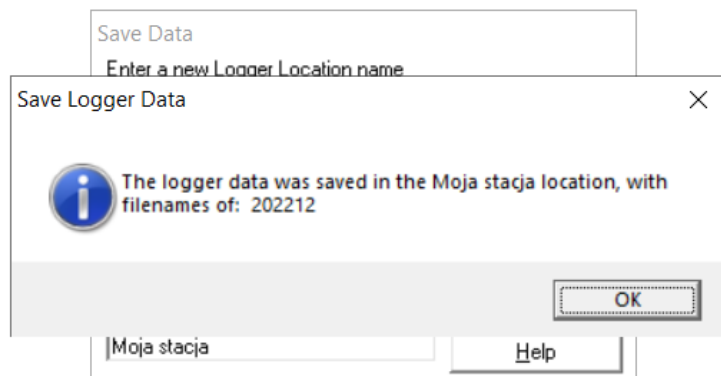 Save Data
Enter a new Logger Location name
Save Logger Data
The logger data was saved in the Moja stacja location, with
filenames of: 202212
OK
Moja stacja
Help